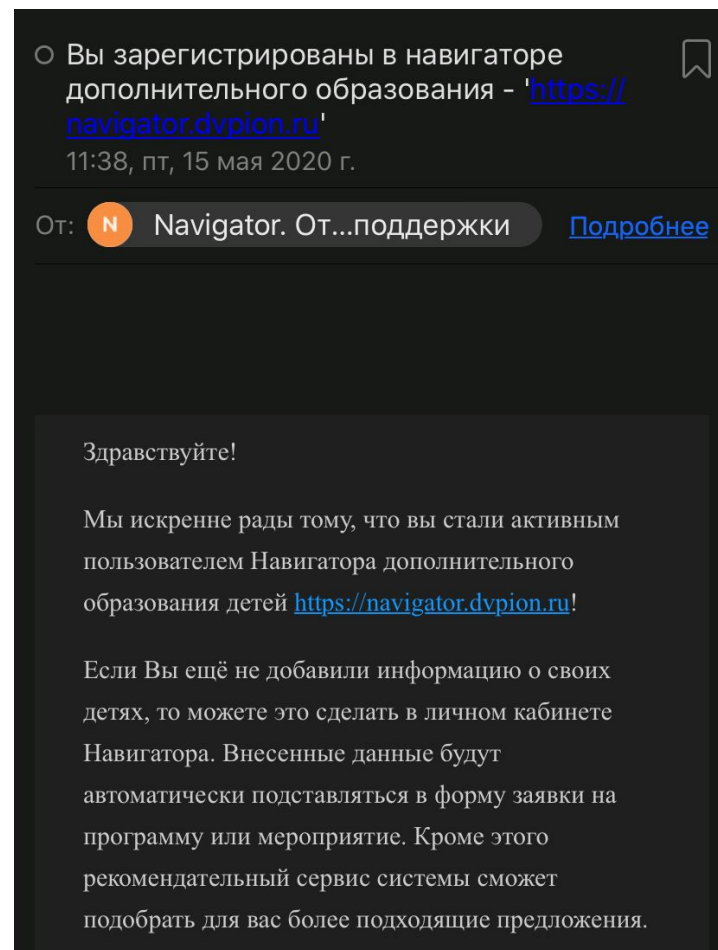 Вы зарегистрированы в навигаторе
дополнительного образования - 'https://
navigator.dvpion.ru'
11:38, пт, 15 мая 2020 г.
От: N Navigator. От...поддержки Подробнее
Здравствуйте!
Мы искренне рады тому, что вы стали активным
пользователем Навигатора дополнительного
образования детей https://navigator.dvpion.ru!
Если Вы ещё не добавили информацию о своих
детях, то можете это сделать в личном кабинете
Навигатора. Внесенные данные будут
автоматически подставляться в форму заявки на
программу или мероприятие. Кроме этого
рекомендательный сервис системы сможет
подобрать для вас более подходящие предложения.